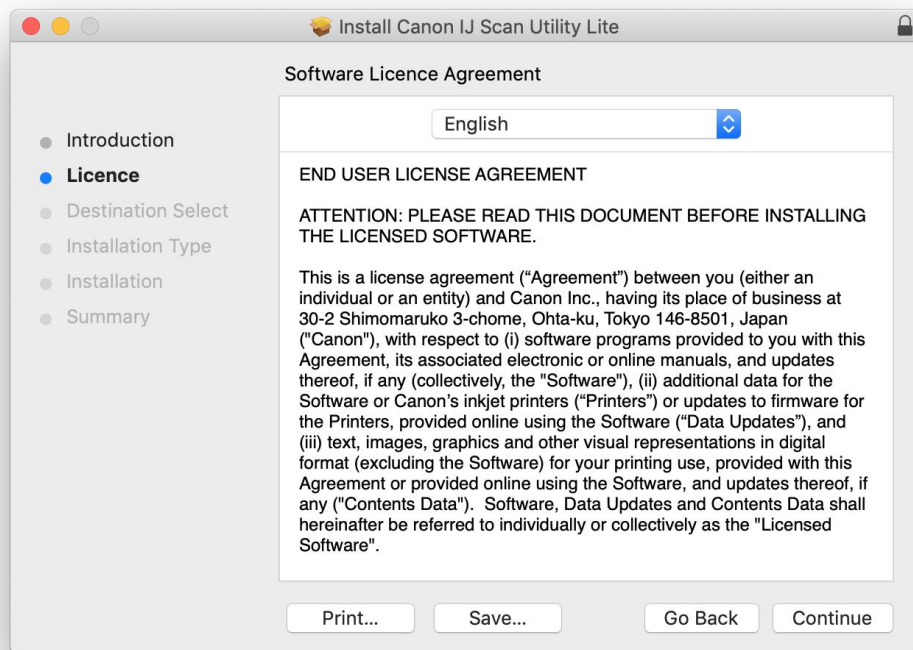 Install Canon IJ Scan Utility Lite
Software Licence Agreement
Introduction
Licence
Destination Select
Installation Type
Installation
Summary
English
END USER LICENSE AGREEMENT
ATTENTION: PLEASE READ THIS DOCUMENT BEFORE INSTALLING
THE LICENSED SOFTWARE.
This is a license agreement (“Agreement”) between you (either an
individual or an entity) and Canon Inc., having its place of business at
30-2 Shimomaruko 3-chome, Ohta-ku, Tokyo 146-8501, Japan
("Canon"), with respect to (i) software programs provided to you with this
Agreement, its associated electronic or online manuals, and updates
thereof, if any (collectively, the "Software"), (ii) additional data for the
Software or Canon’s inkjet printers (“Printers”) or updates to firmware for
the Printers, provided online using the Software (“Data Updates”), and
(iii) text, images, graphics and other visual representations in digital
format (excluding the Software) for your printing use, provided with this
Agreement or provided online using the Software, and updates thereof, if
any ("Contents Data").  Software, Data Updates and Contents Data shall
hereinafter be referred to individually or collectively as the "Licensed
Software".
Print...
Save...
Go Back
Continue